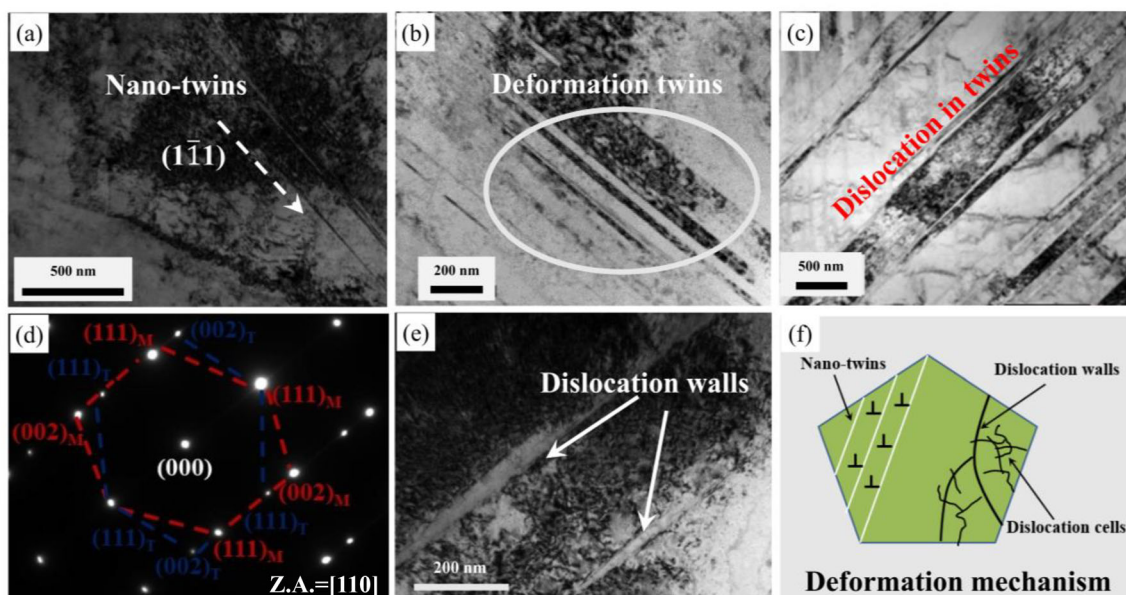 (a)
Nano-twins
(11̄1)
500 nm
(b)
Deformation twins
200 nm
(c)
Dislocation in twins
500 nm
(d)
(111)M
(002)T
(111)T
(111)M
(002)M
(000)
(002)M
(111)T
(111)T
(111)M
(002)T
Z.A.=[110]
(e)
Dislocation walls
200 nm
(f)
Nano-twins
Dislocation walls
Dislocation cells
Deformation mechanism